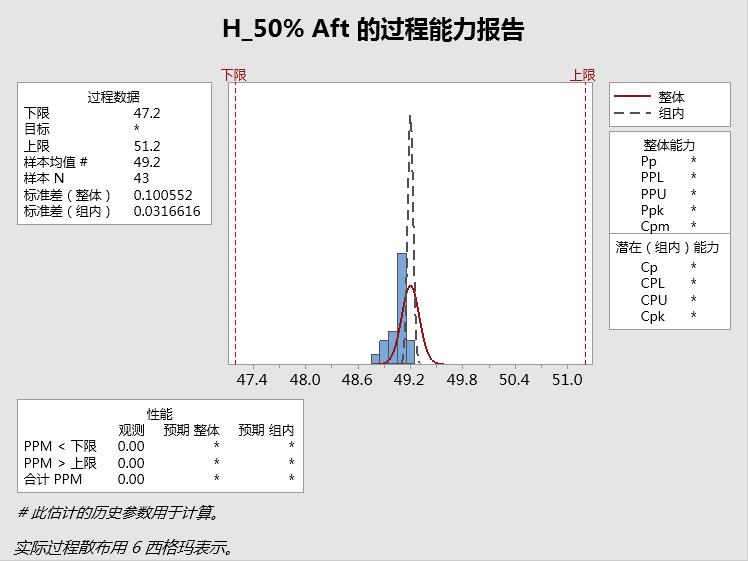 H_50% Aft 的过程能力报告
下限 上限
过程数据
下限 47.2
目标 *
上限 51.2
样本均值 # 49.2
样本 N 43
标准差(整体) 0.100552
标准差(组内) 0.0316616
整体
组内
整体能力
Pp *
PPL *
PPU *
Ppk *
Cpm *
潜在(组内)能力
Cp *
CPL *
CPU *
Cpk *
47.4 48.0 48.6 49.2 49.8 50.4 51.0
性能
观测 预期 整体 预期 组内
PPM < 下限 0.00 * *
PPM > 上限 0.00 * *
合计 PPM 0.00 * *
# 此估计的历史参数用于计算。
实际过程散布用 6 西格玛表示。